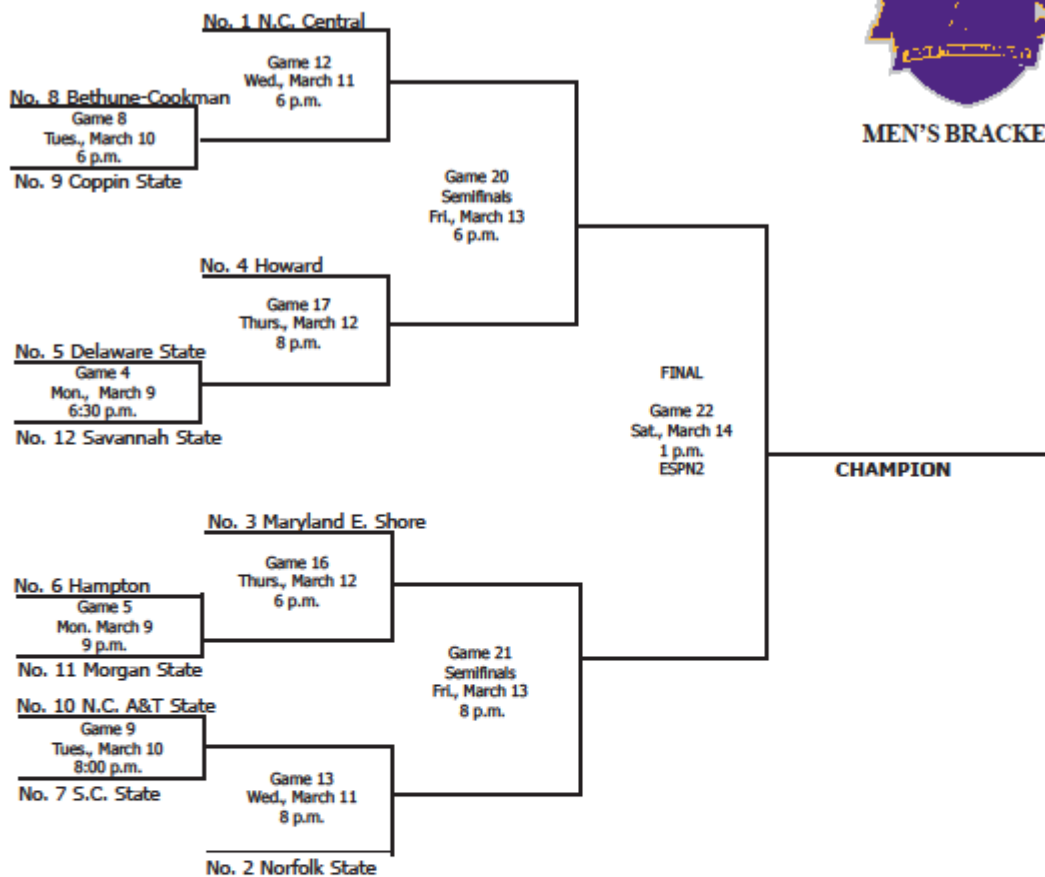 No. 1 N.C. Central
Game 12
Wed., March 11
6 p.m.
No. 8 Bethune-Cookman
Game 8
Tues., March 10
6 p.m.
No. 9 Coppin State
MEN'S BRACKE
Game 20
Semifinals
Fri., March 13
6 p.m.
No. 4 Howard
Game 17
Thurs., March 12
8 p.m.
No. 5 Delaware State
Game 4
Mon., March 9
6:30 p.m.
No. 12 Savannah State
FINAL
Game 22
Sat., March 14
1 p.m.
ESPN2
CHAMPION
No. 3 Maryland E. Shore
Game 16
Thurs., March 12
6 p.m.
No. 6 Hampton
Game 5
Mon. March 9
9 p.m.
No. 11 Morgan State
Game 21
Semifinals
Fri., March 13
8 p.m.
No. 10 N.C. A&T State
Game 9
Tues., March 10
8:00 p.m.
No. 7 S.C. State
Game 13
Wed., March 11
8 p.m.
No. 2 Norfolk State